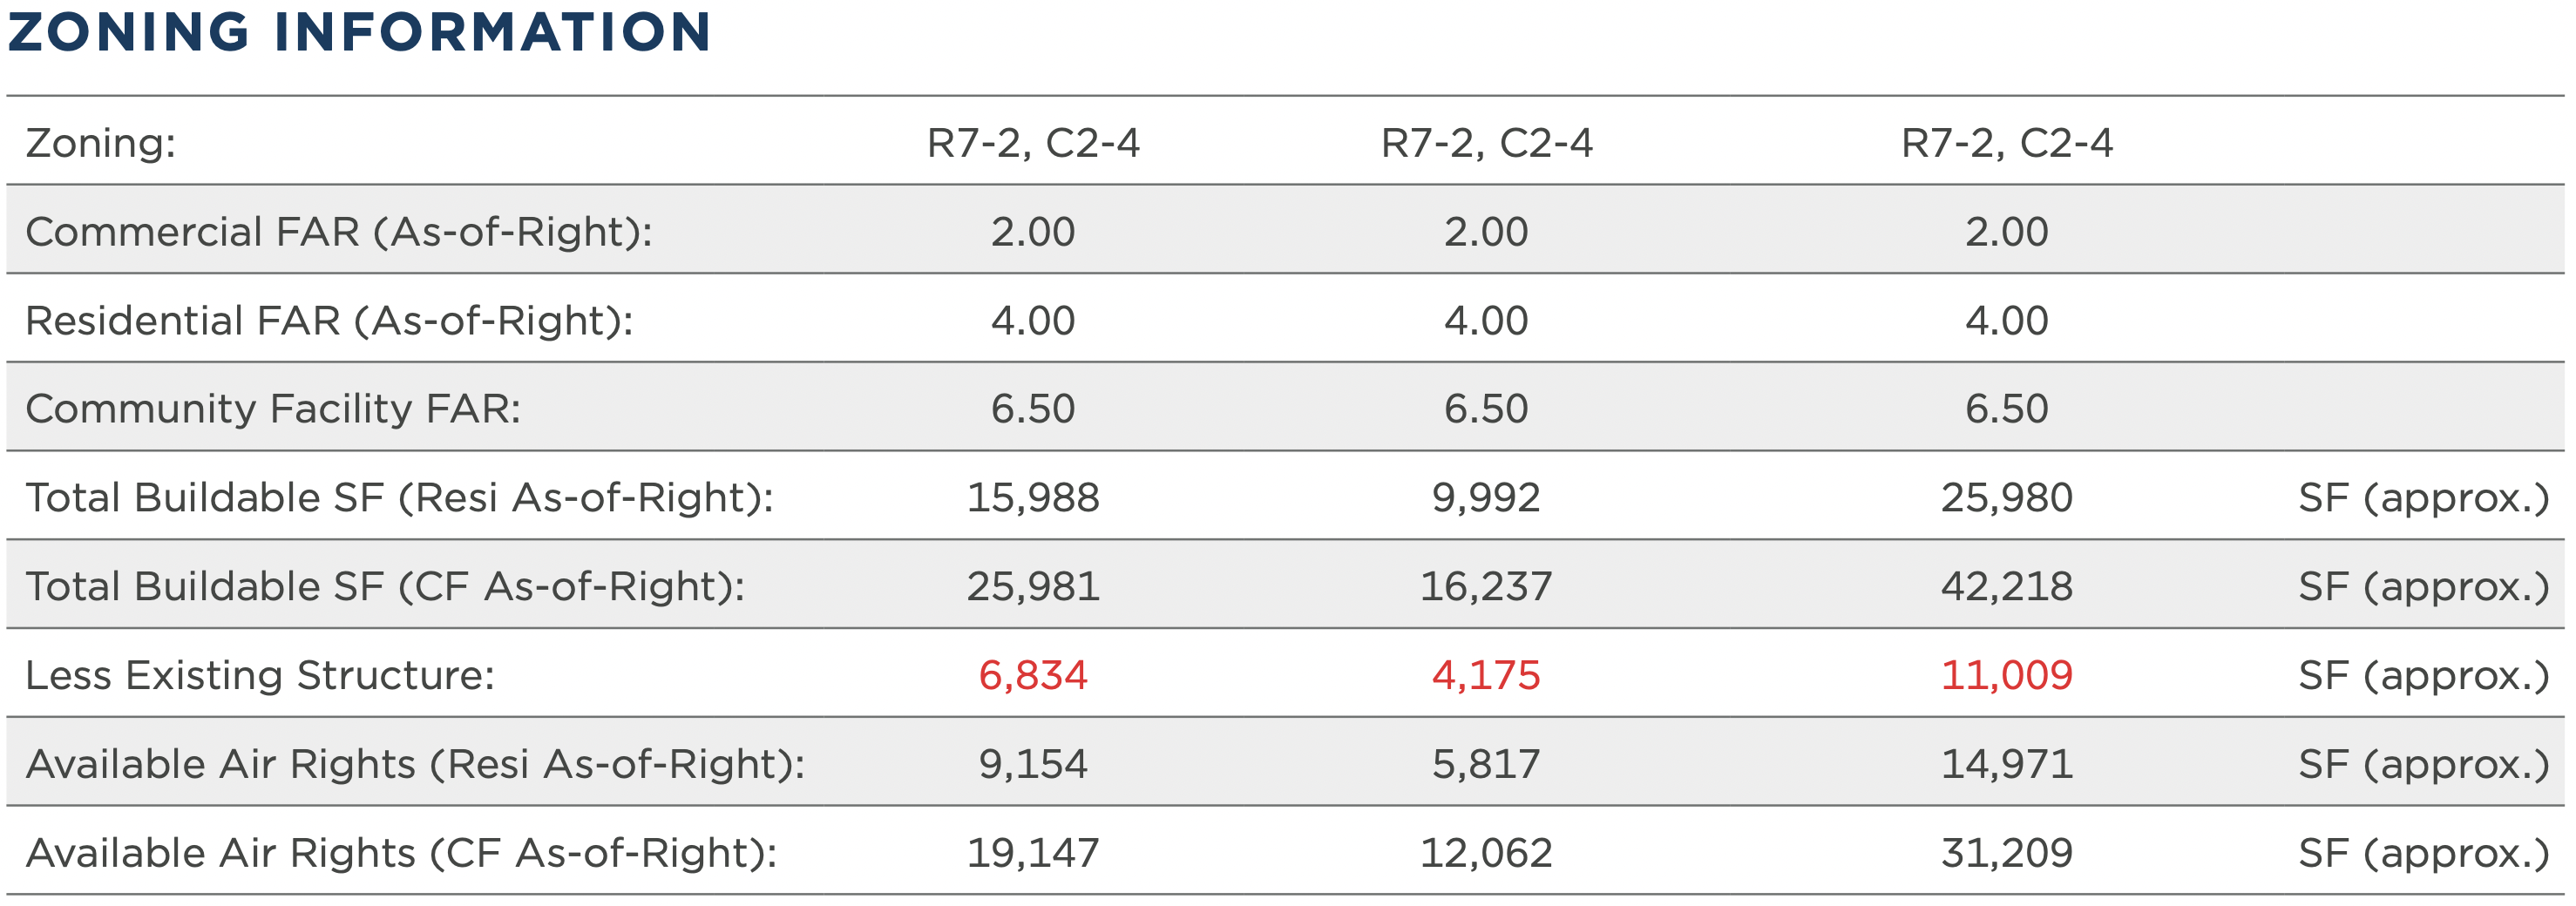 ZONING INFORMATION
Zoning: R7-2, C2-4 R7-2, C2-4 R7-2, C2-4
Commercial FAR (As-of-Right): 2.00 2.00 2.00
Residential FAR (As-of-Right): 4.00 4.00 4.00
Community Facility FAR: 6.50 6.50 6.50
Total Buildable SF (Resi As-of-Right): 15,988 9,992 25,980 SF (approx.)
Total Buildable SF (CF As-of-Right): 25,981 16,237 42,218 SF (approx.)
Less Existing Structure: 6,834 4,175 11,009 SF (approx.)
Available Air Rights (Resi As-of-Right): 9,154 5,817 14,971 SF (approx.)
Available Air Rights (CF As-of-Right): 19,147 12,062 31,209 SF (approx.)